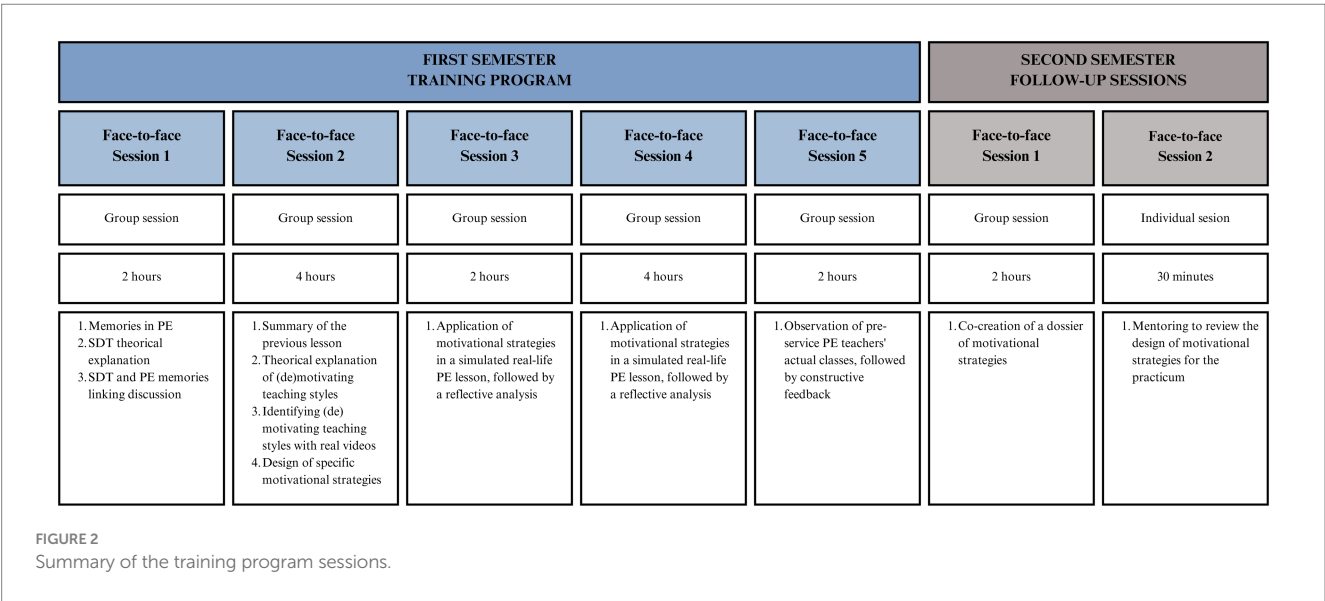 FIRST SEMESTER
TRAINING PROGRAM
SECOND SEMESTER
FOLLOW-UP SESSIONS
Face-to-face
Session 1
Face-to-face
Session 2
Face-to-face
Session 3
Face-to-face
Session 4
Face-to-face
Session 5
Face-to-face
Session 1
Face-to-face
Session 2
Group session
Group session
Group session
Group session
Group session
Group session
Individual sesion
2 hours
4 hours
2 hours
4 hours
2 hours
2 hours
30 minutes
1. Memories in PE
2. SDT theorical
explanation
3. SDT and PE memories
linking discussion
1. Summary of the
previous lesson
2. Theorical explanation
of (de)motivating
teaching styles
3. Identifying (de)
motivating teaching
styles with real videos
4. Design of specific
motivational strategies
1. Application of
motivational strategies
in a simulated real-life
PE lesson, followed by
a reflective analysis
1. Application of
motivational strategies
in a simulated real-life
PE lesson, followed by
a reflective analysis
1. Observation of pre-
service PE teachers'
actual classes, followed
by constructive
feedback
1. Co-creation of a dossier
of motivational
strategies
1. Mentoring to review the
design of motivational
strategies for the
practicum
FIGURE 2
Summary of the training program sessions.